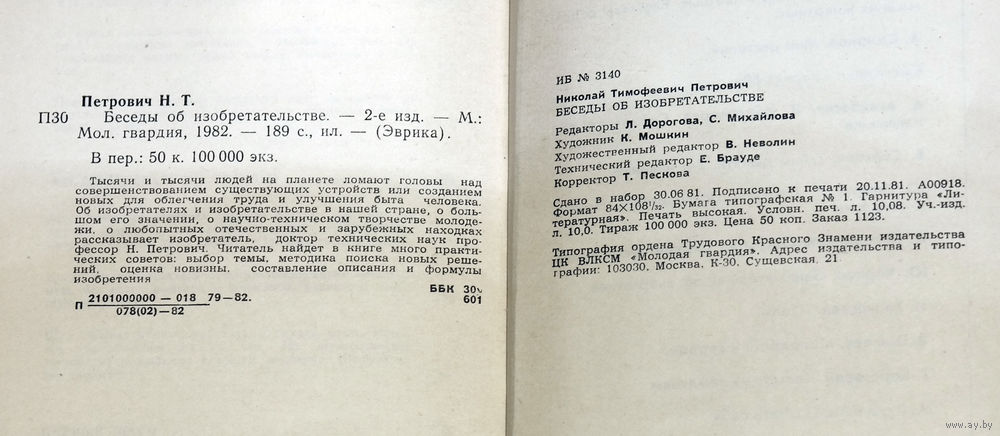 Петрович Н. Т.
П30 Беседы об изобретательстве. — 2-е изд. — М.:
Мол. гвардия, 1982. — 189 с., ил. — (Эврика).
В пер.: 50 к. 100 000 экз.
Тысячи и тысячи людей на планете ломают головы над
совершенствованием существующих устройств или созданием
новых для облегчения труда и улучшения быта человека.
Об изобретателях и изобретательстве в нашей стране, о боль-
шом его значении, о научно-техническом творчестве молоде-
жи, о любопытных отечественных и зарубежных находках
рассказывает изобретатель, доктор технических наук про-
фессор Н. Петрович. Читатель найдет в книге много практи-
ческих советов: выбор темы, методика поиска новых реше-
ний, оценка новизны, составление описания и формулы
изобретения
П 2101000000—018 79—82.
078(02)—82
ББК 30у
601
ИБ № 3140
Николай Тимофеевич Петрович
БЕСЕДЫ ОБ ИЗОБРЕТАТЕЛЬСТВЕ
Редакторы Л. Дорогова, С. Михайлова
Художник К. Мошкин
Художественный редактор В. Неволин
Технический редактор Е. Брауде
Корректор Т. Пескова
Сдано в набор 30.06 81. Подписано к печати 20.11.81. А00918.
Формат 84×108¹/₃₂. Бумага типографская № 1. Гарнитура «Ли-
тературная». Печать высокая. Условн. печ. л. 10,08. Уч.-изд.
л. 10,0. Тираж 100 000 экз. Цена 50 коп. Заказ 1123.
Типография ордена Трудового Красного Знамени издательства
ЦК ВЛКСМ «Молодая гвардия». Адрес издательства и типо-
графии: 103030, Москва, К-30, Сущевская, 21
www.ay.by